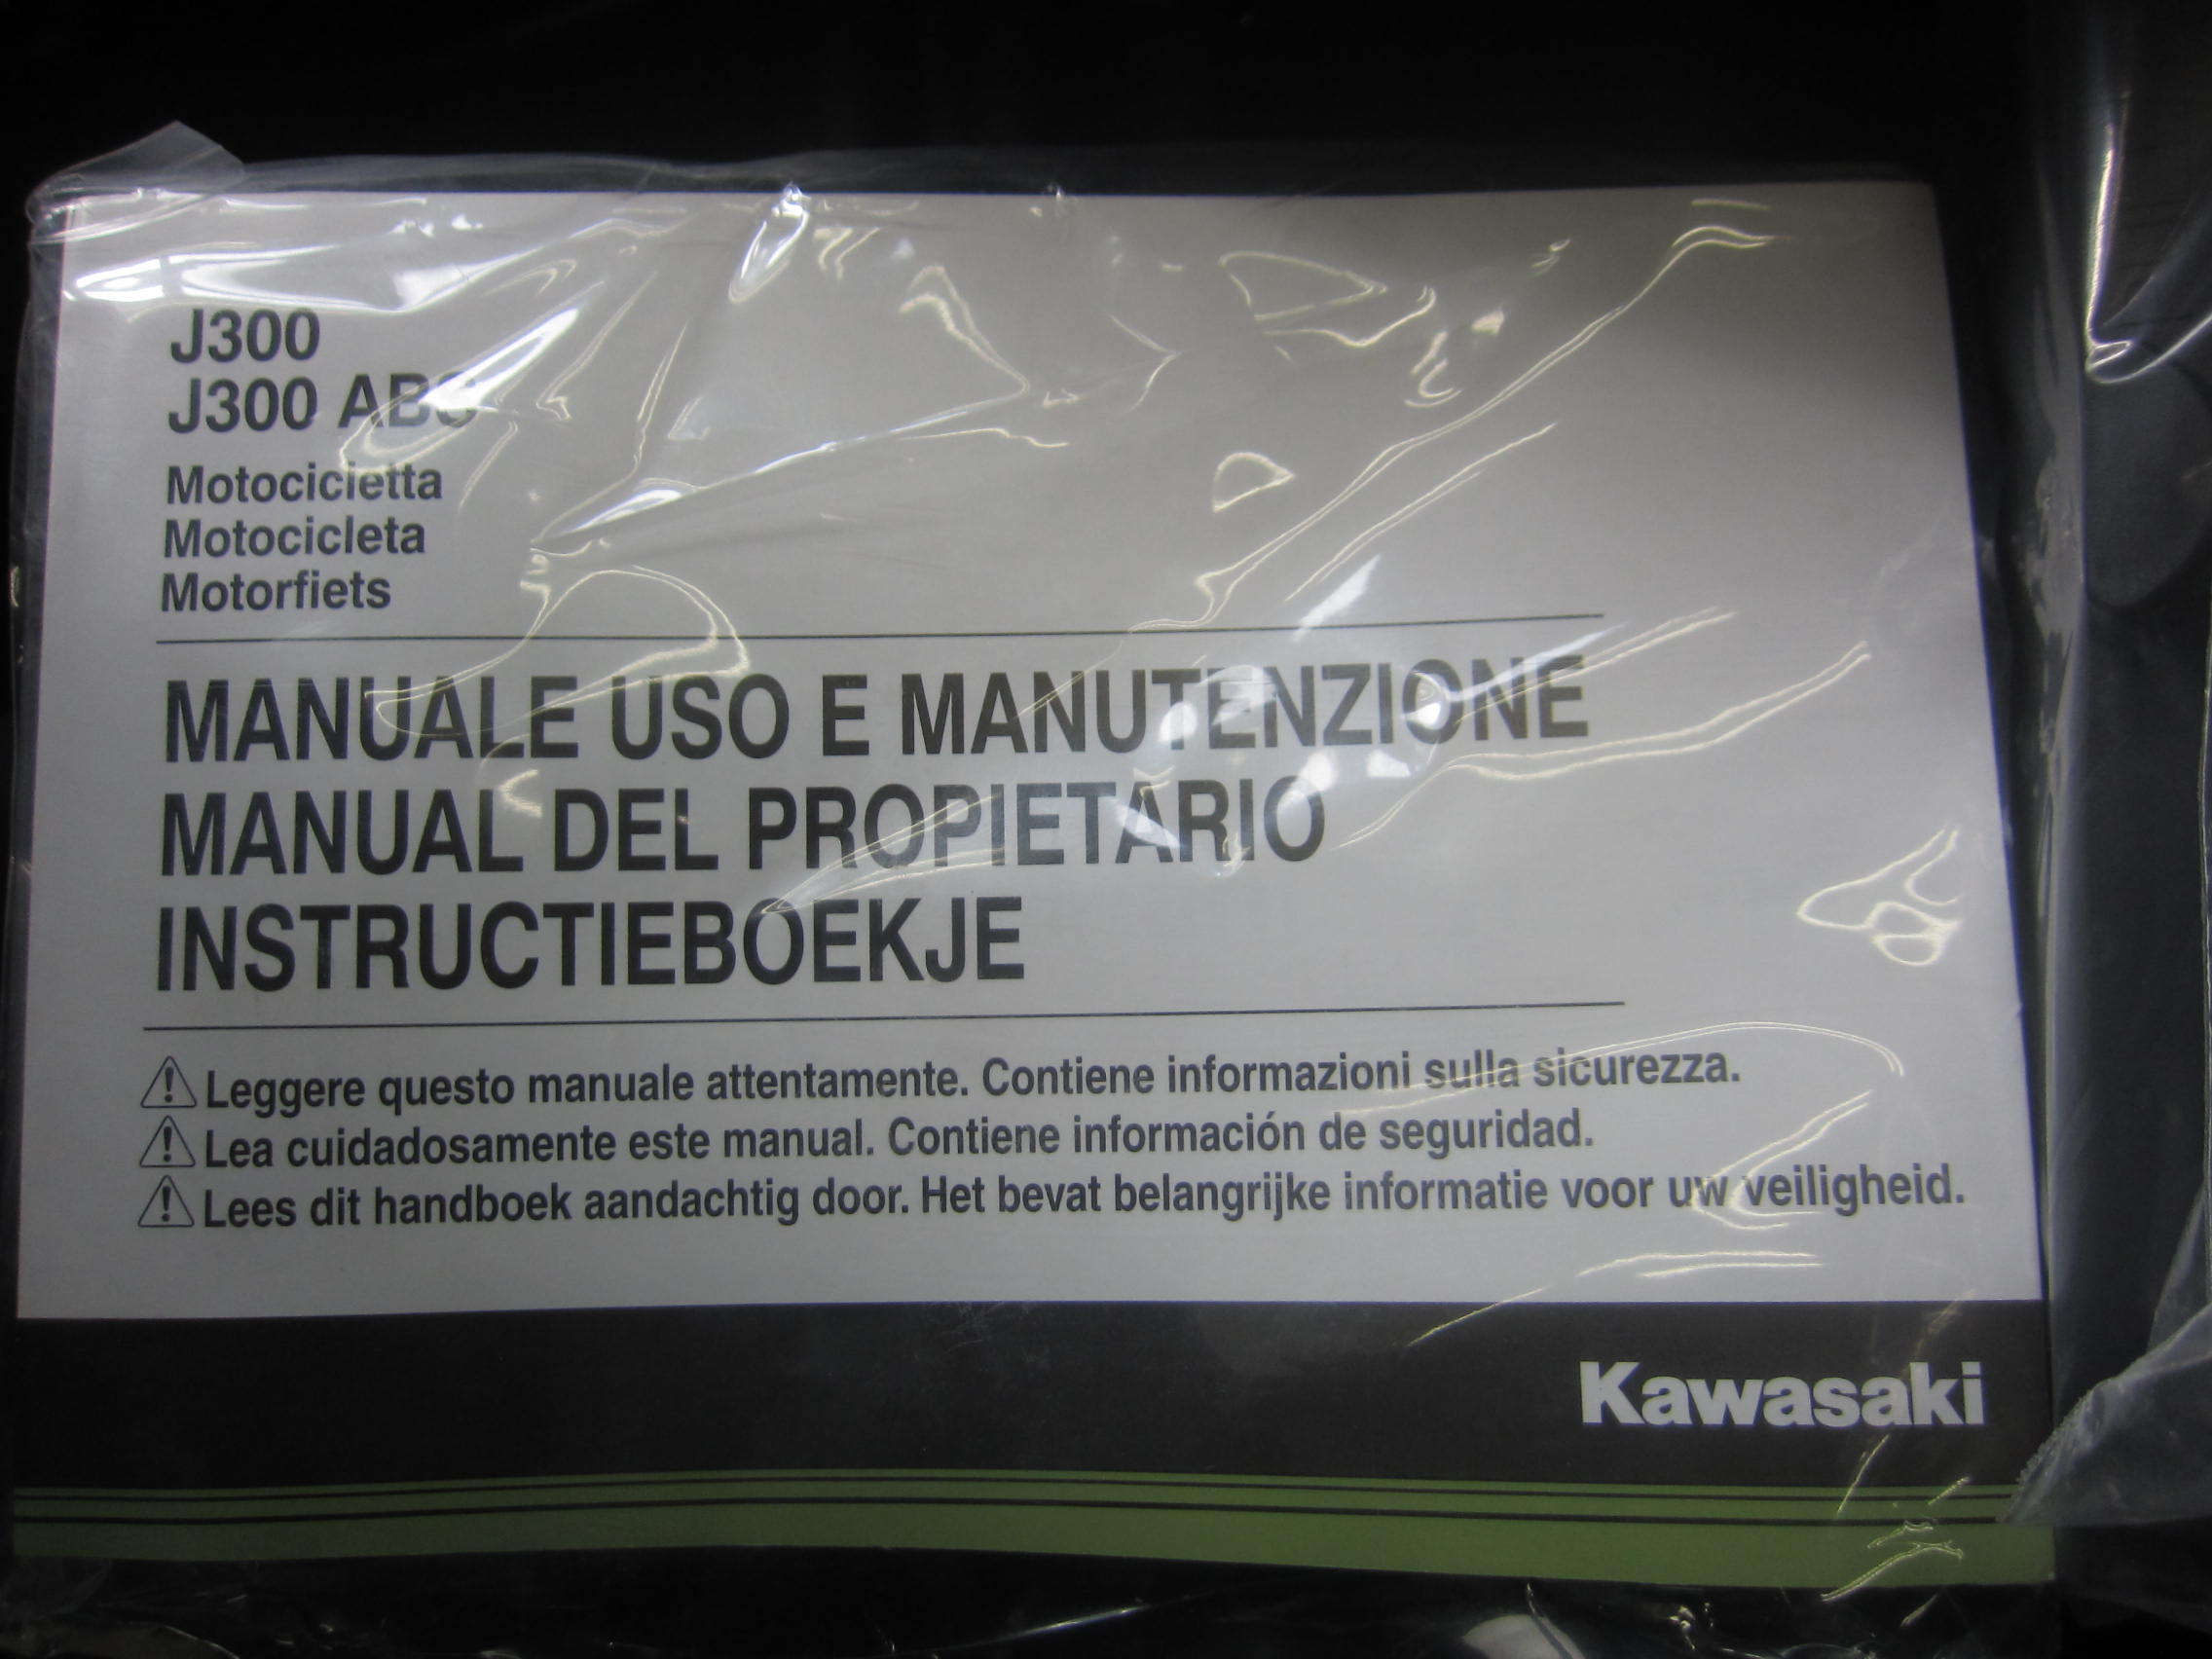 J300
J300 ABS
Motocicletta
Motocicleta
Motorfiets
MANUALE USO E MANUTENZIONE
MANUAL DEL PROPIETARIO
INSTRUCTIEBOEKJE
Leggere questo manuale attentamente. Contiene informazioni sulla sicurezza.
Lea cuidadosamente este manual. Contiene información de seguridad.
Lees dit handboek aandachtig door. Het bevat belangrijke informatie voor uw veiligheid.
Kawasaki